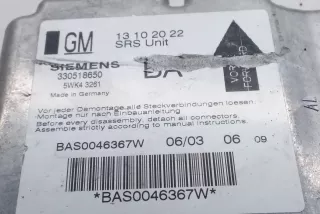 GM
13 10 20 22
SRS Unit
SIEMENS
330518650
5WK4 3261
Made in Germany
Vor jeder Demontage alle Steckverbindungen loesen.
Montage nur nach Einbauanleitung.
Before every disassembly, detach all connectors.
Assemble strictly according to manual instructions.
BAS0046367W
06/03
06
09
*BAS0046367W*